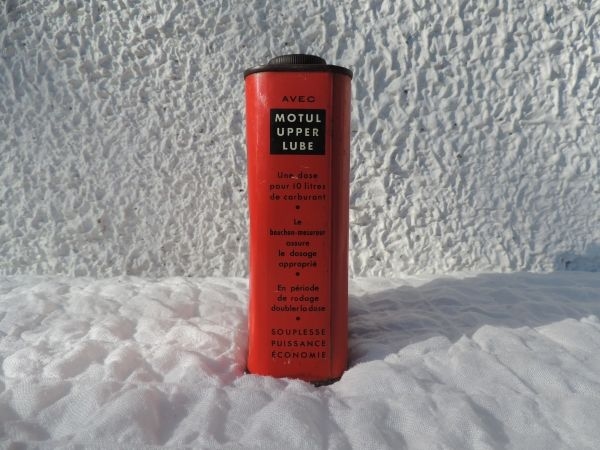 AVEC
MOTUL
UPPER
LUBE
Une dose
pour 10 litres
de carburant
•
Le
bouchon-mesureur
assure
le dosage
approprié
•
En période
de rodage
doubler la dose
•
SOUPLESSE
PUISSANCE
ÉCONOMIE